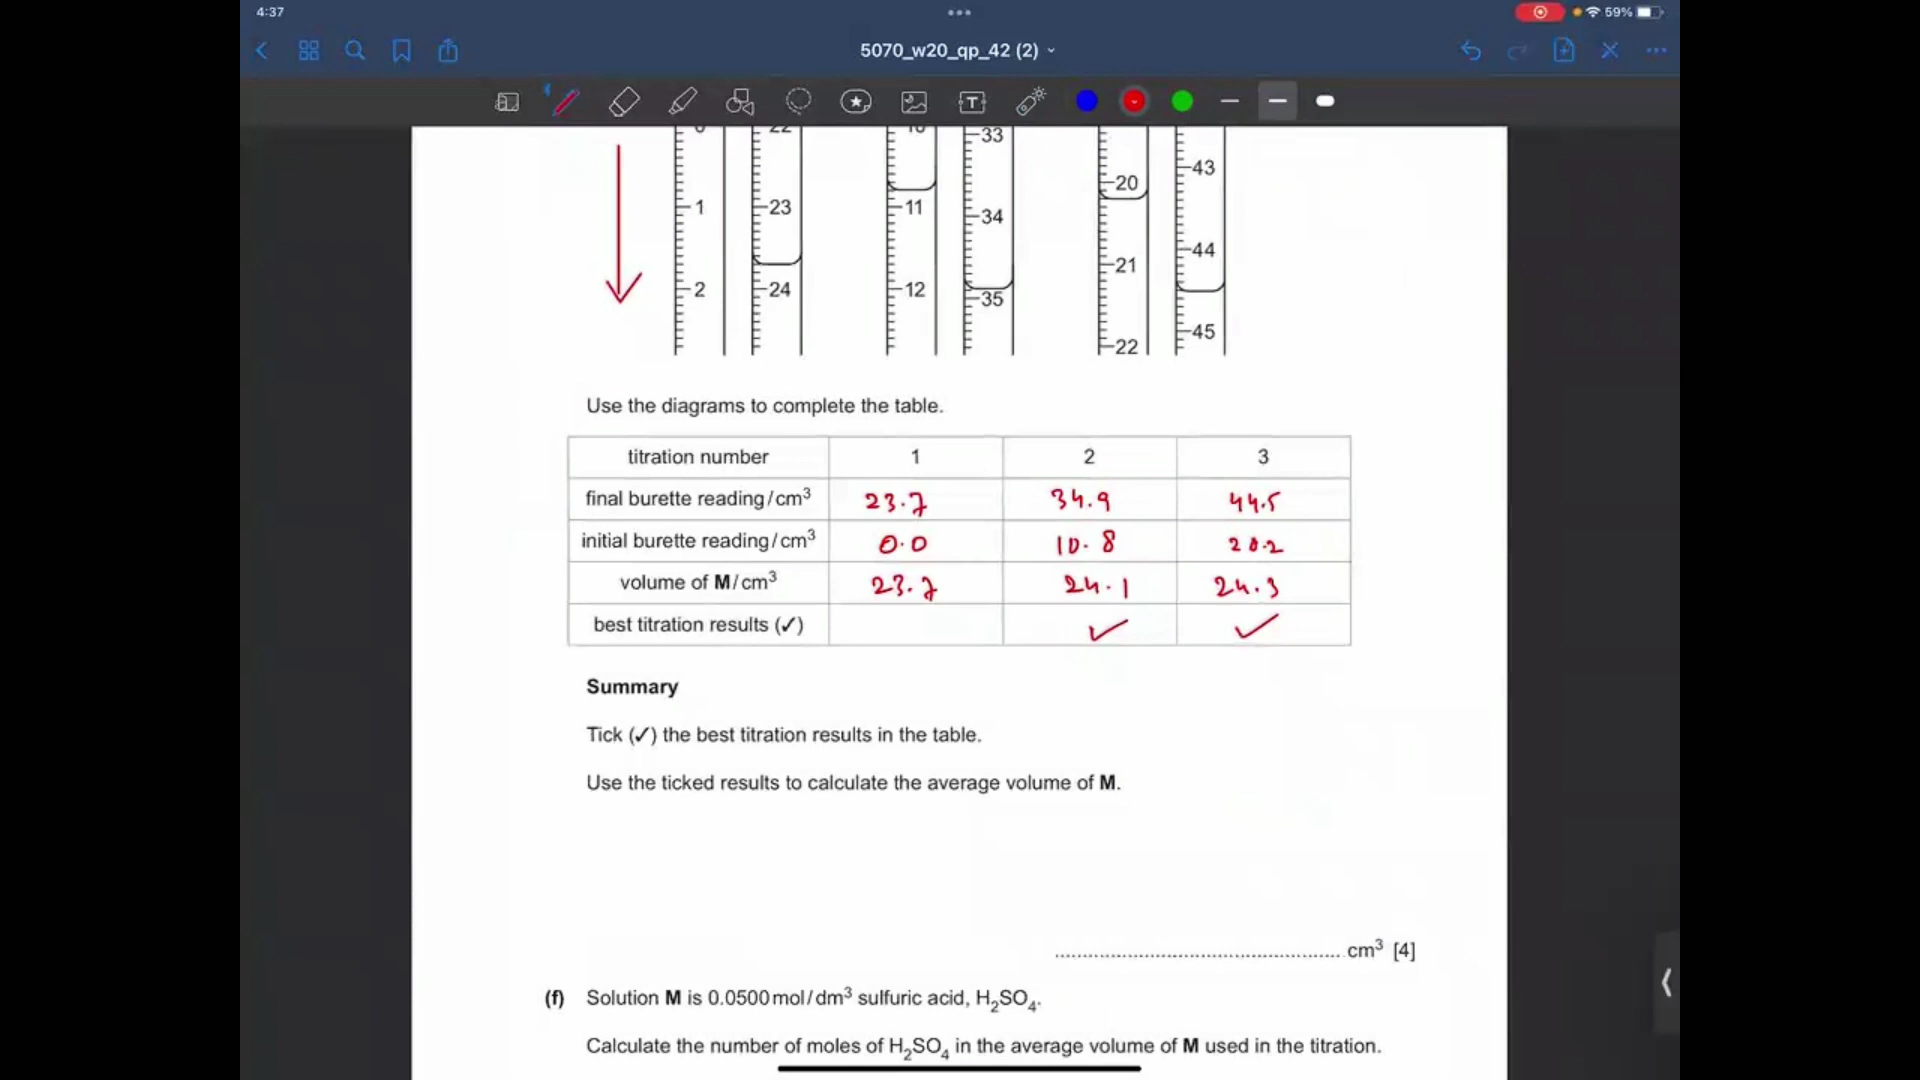 4:37
59%
5070_w20_qp_42 (2)
0 22 10 33 43
1 23 11 34 20 44
2 24 12 35 21 45
22
Use the diagrams to complete the table.
titration number 1 2 3
final burette reading/cm³ 23.7 34.9 44.5
initial burette reading/cm³ 0.0 10.8 20.2
volume of M/cm³ 23.7 24.1 24.3
best titration results (✓) ✓ ✓
Summary
Tick (✓) the best titration results in the table.
Use the ticked results to calculate the average volume of M.
.................................................. cm³ [4]
(f) Solution M is 0.0500 mol/dm³ sulfuric acid, H₂SO₄.
Calculate the number of moles of H₂SO₄ in the average volume of M used in the titration.